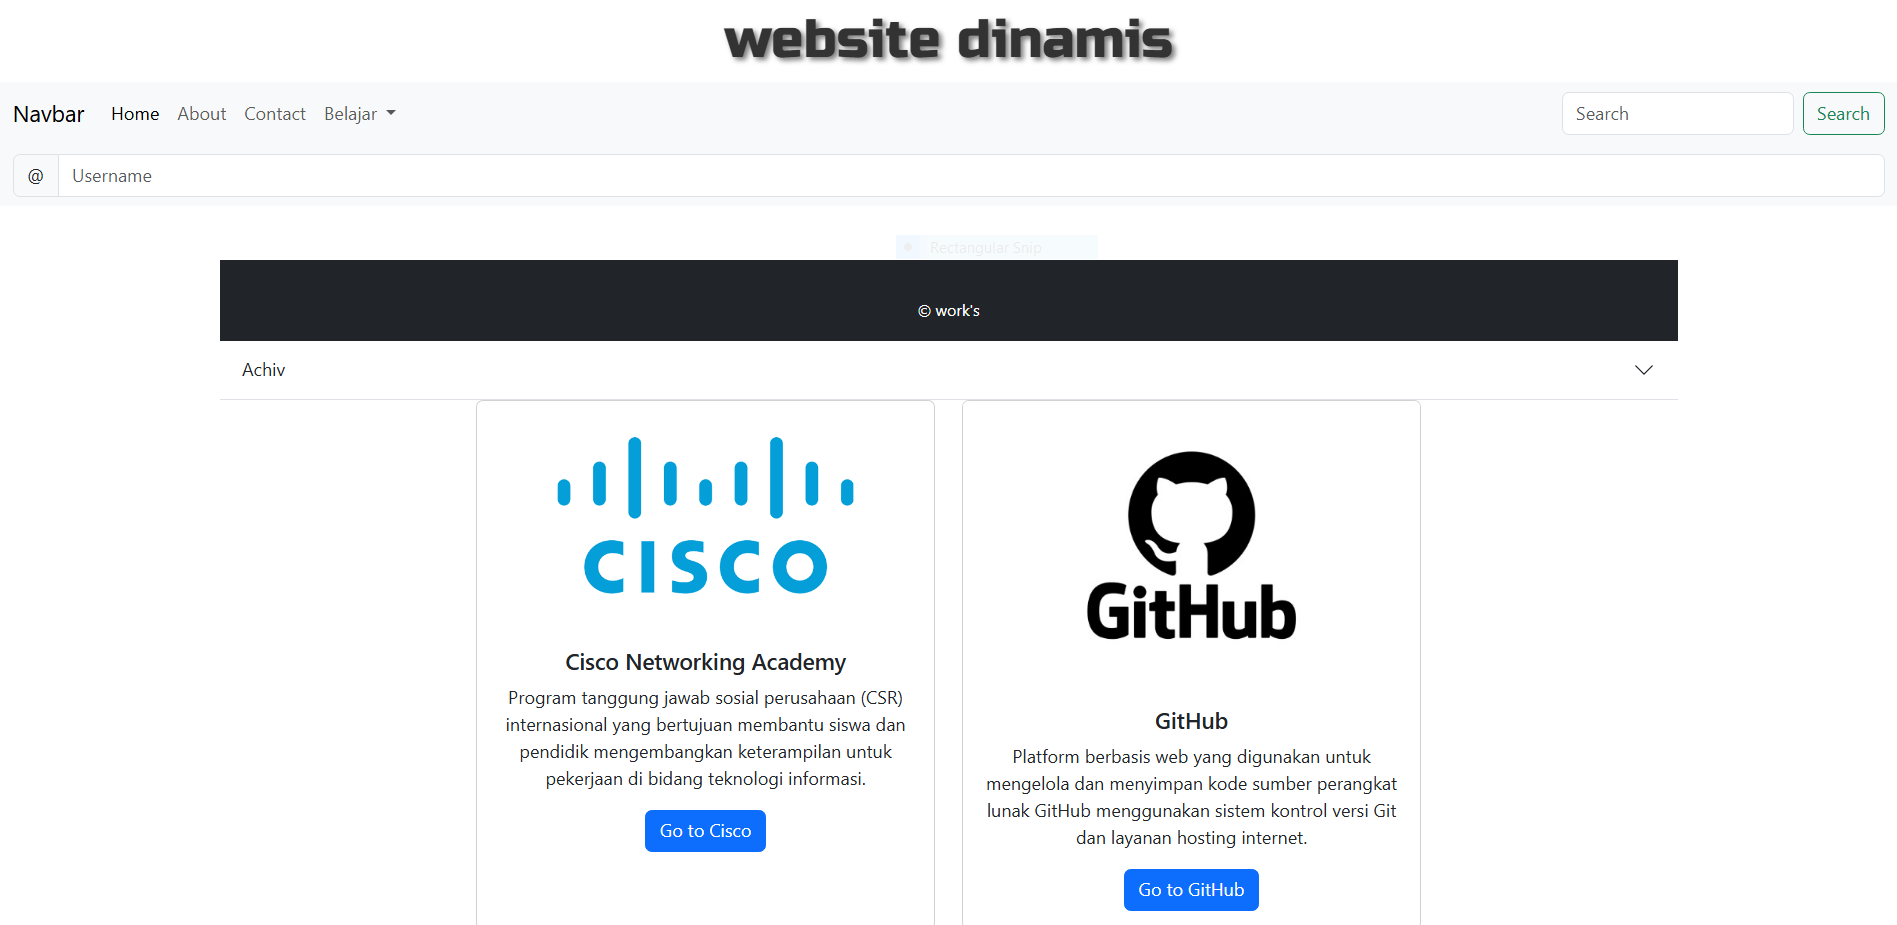 website dinamis
Navbar Home About Contact Belajar Search Search
@ Username
Rectangular Snip
© work's
Achiv
CISCO
Cisco Networking Academy
Program tanggung jawab sosial perusahaan (CSR)
internasional yang bertujuan membantu siswa dan
pendidik mengembangkan keterampilan untuk
pekerjaan di bidang teknologi informasi.
Go to Cisco
GitHub
GitHub
Platform berbasis web yang digunakan untuk
mengelola dan menyimpan kode sumber perangkat
lunak GitHub menggunakan sistem kontrol versi Git
dan layanan hosting internet.
Go to GitHub